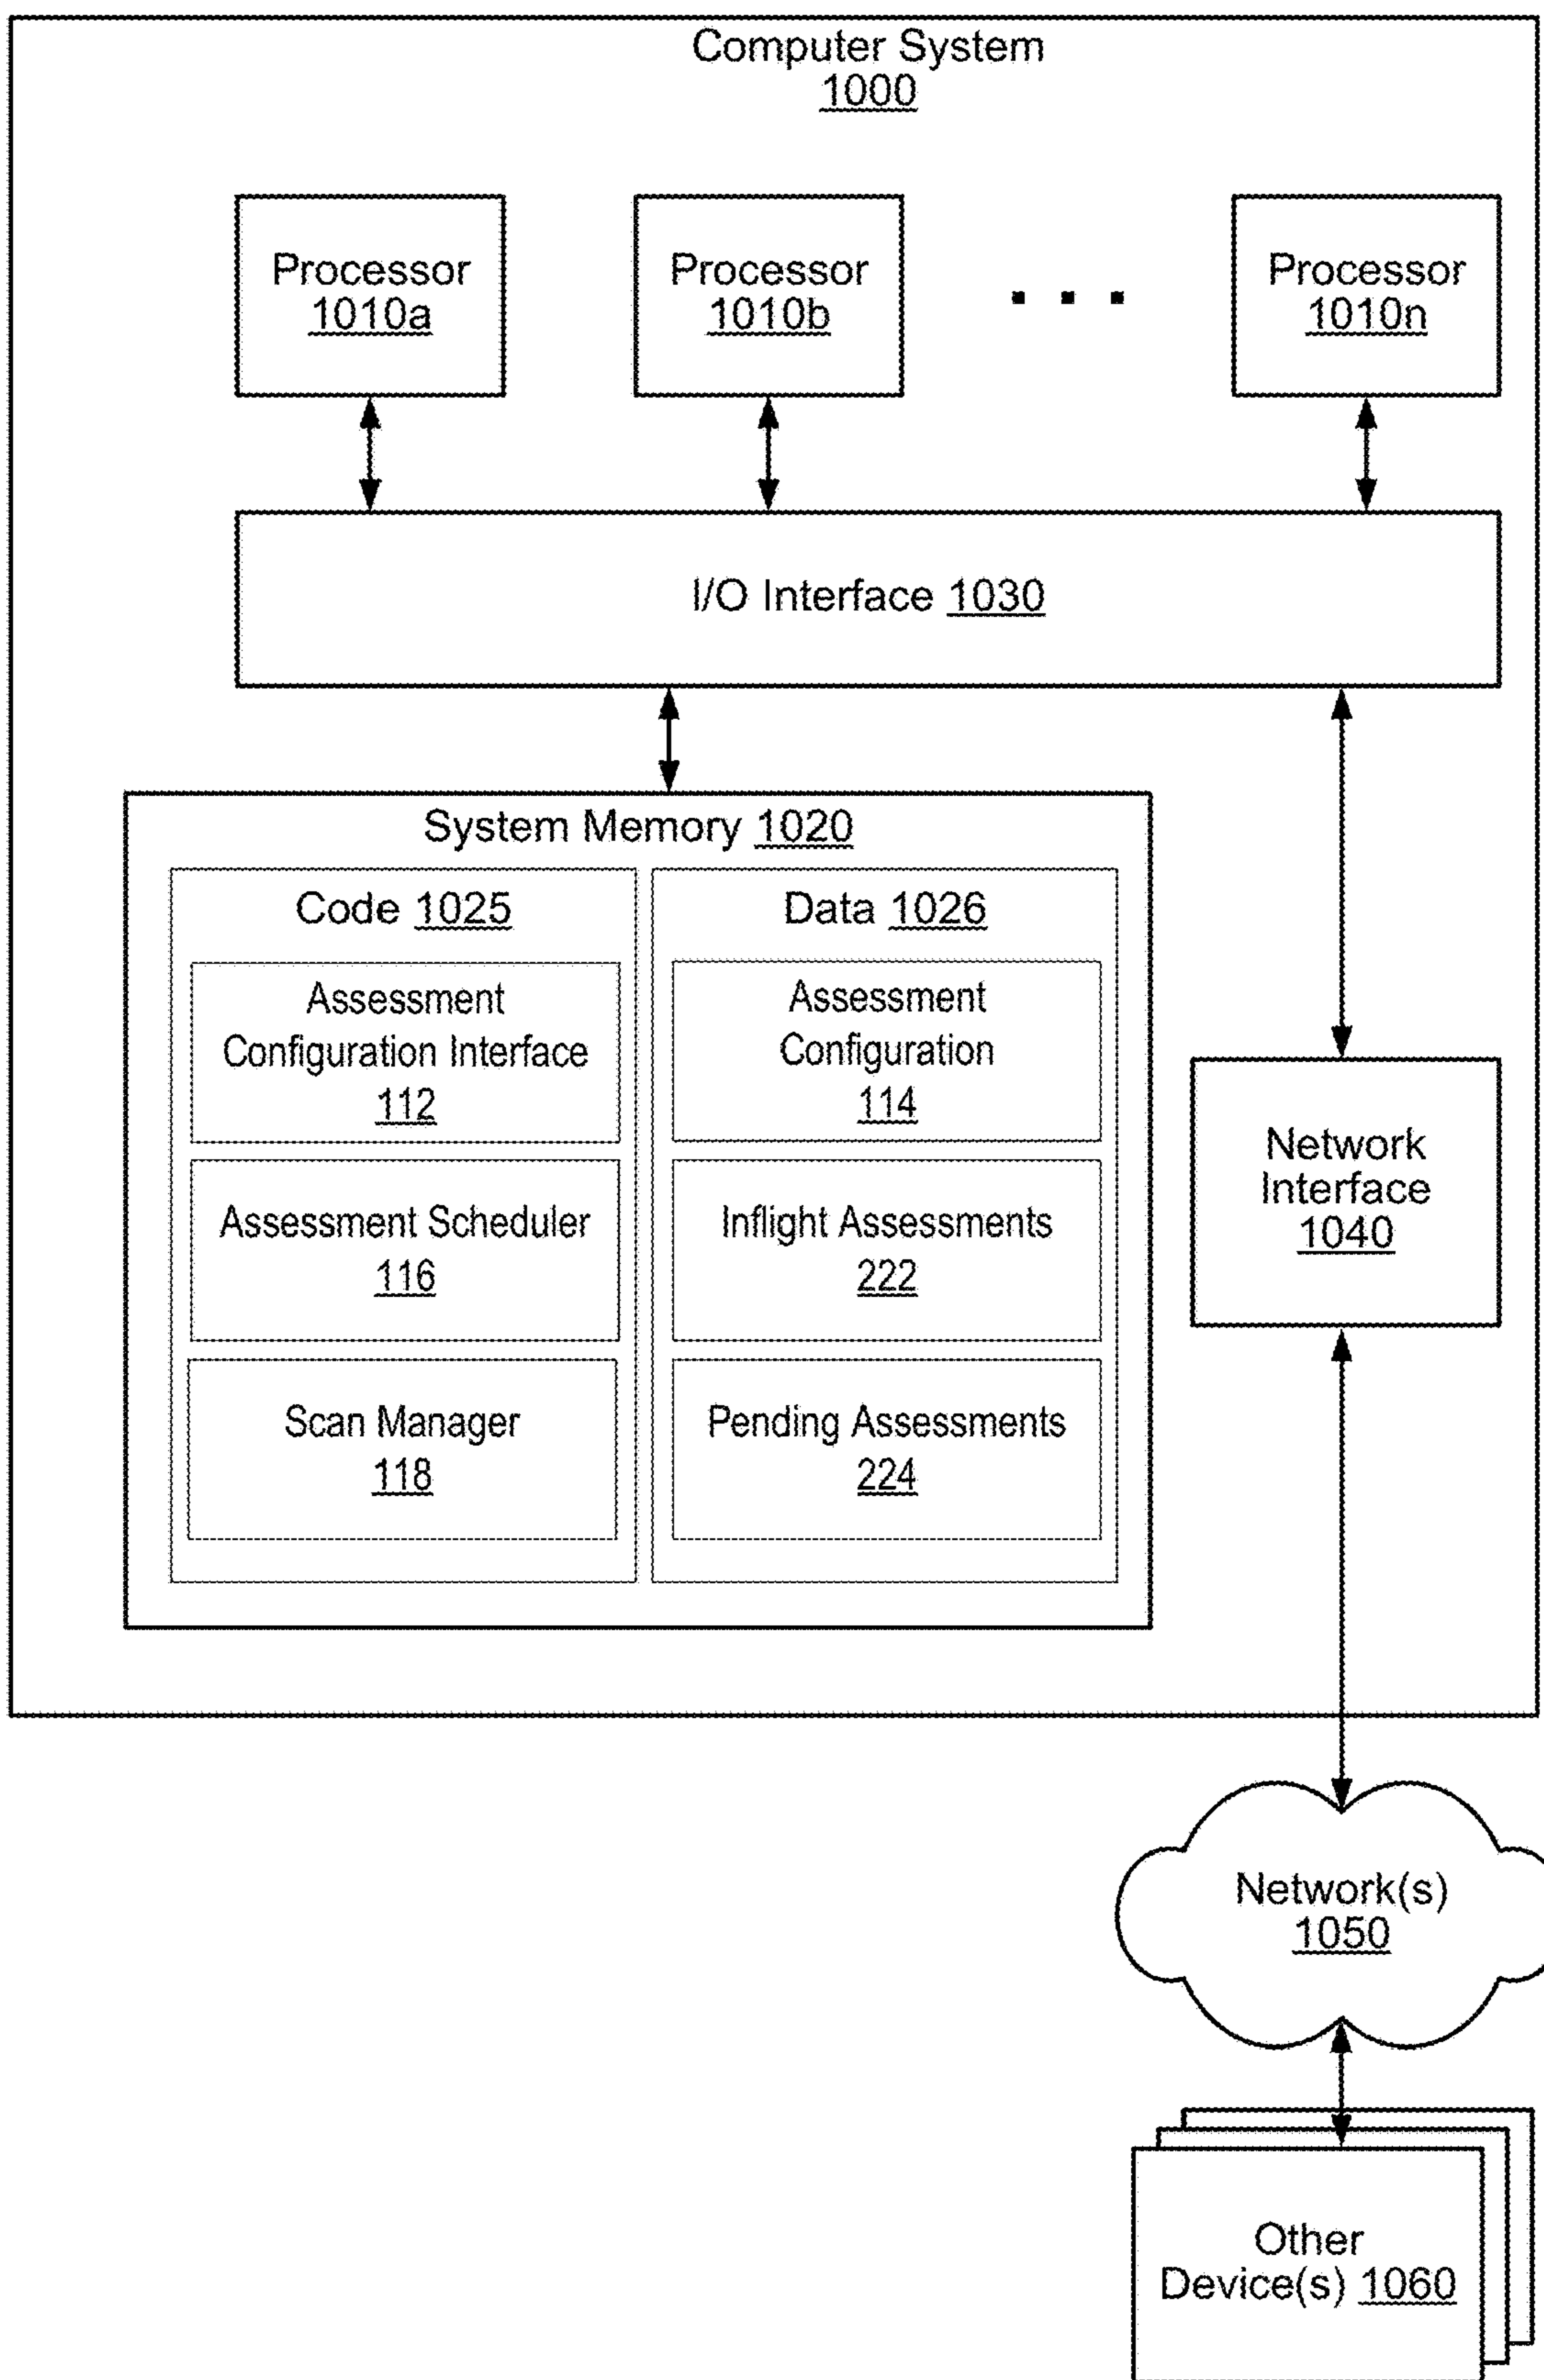 Computer System
1000
Processor
1010a
Processor
1010b
. . .
Processor
1010n
I/O Interface 1030
System Memory 1020
Code 1025
Assessment
Configuration Interface
112
Assessment Scheduler
116
Scan Manager
118
Data 1026
Assessment
Configuration
114
Inflight Assessments
222
Pending Assessments
224
Network
Interface
1040
Network(s)
1050
Other
Device(s) 1060